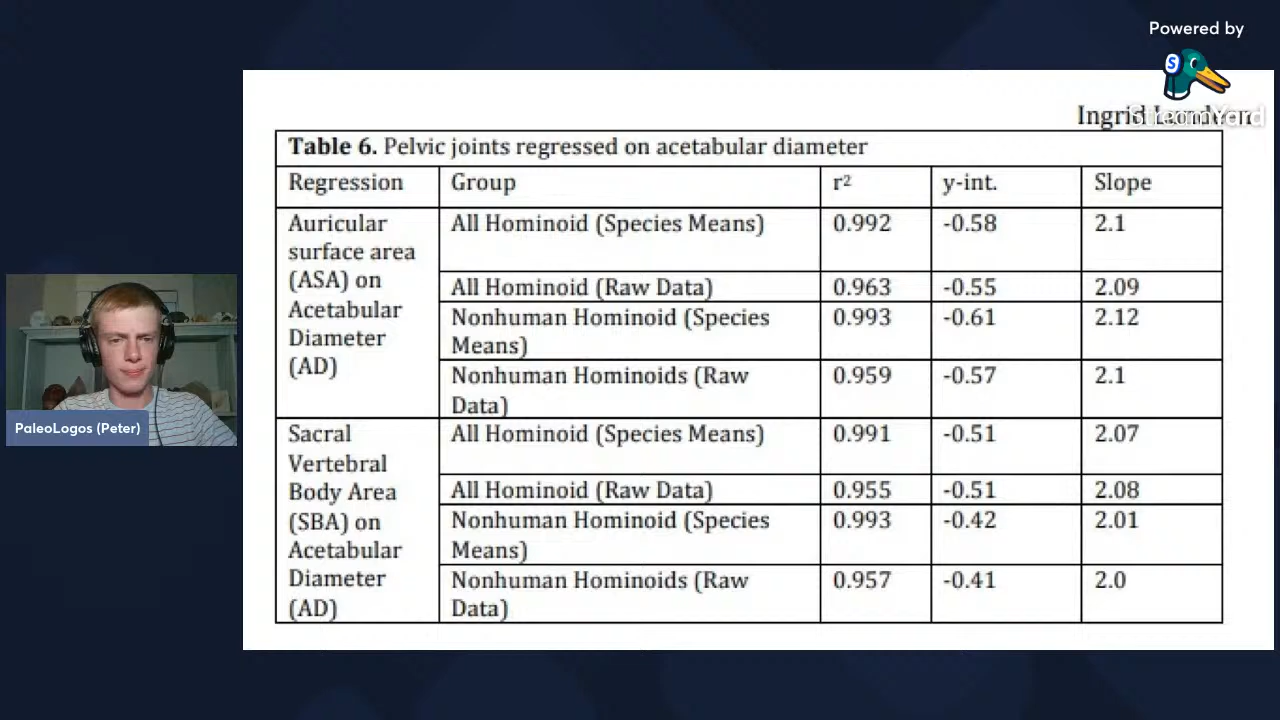 Powered by
S
StreamYard
Ingrid
Table 6. Pelvic joints regressed on acetabular diameter
Regression Group r² y-int. Slope
Auricular surface area (ASA) on Acetabular Diameter (AD)
All Hominoid (Species Means) 0.992 -0.58 2.1
All Hominoid (Raw Data) 0.963 -0.55 2.09
Nonhuman Hominoid (Species Means) 0.993 -0.61 2.12
Nonhuman Hominoids (Raw Data) 0.959 -0.57 2.1
Sacral Vertebral Body Area (SBA) on Acetabular Diameter (AD)
All Hominoid (Species Means) 0.991 -0.51 2.07
All Hominoid (Raw Data) 0.955 -0.51 2.08
Nonhuman Hominoid (Species Means) 0.993 -0.42 2.01
Nonhuman Hominoids (Raw Data) 0.957 -0.41 2.0
PaleoLogos (Peter)